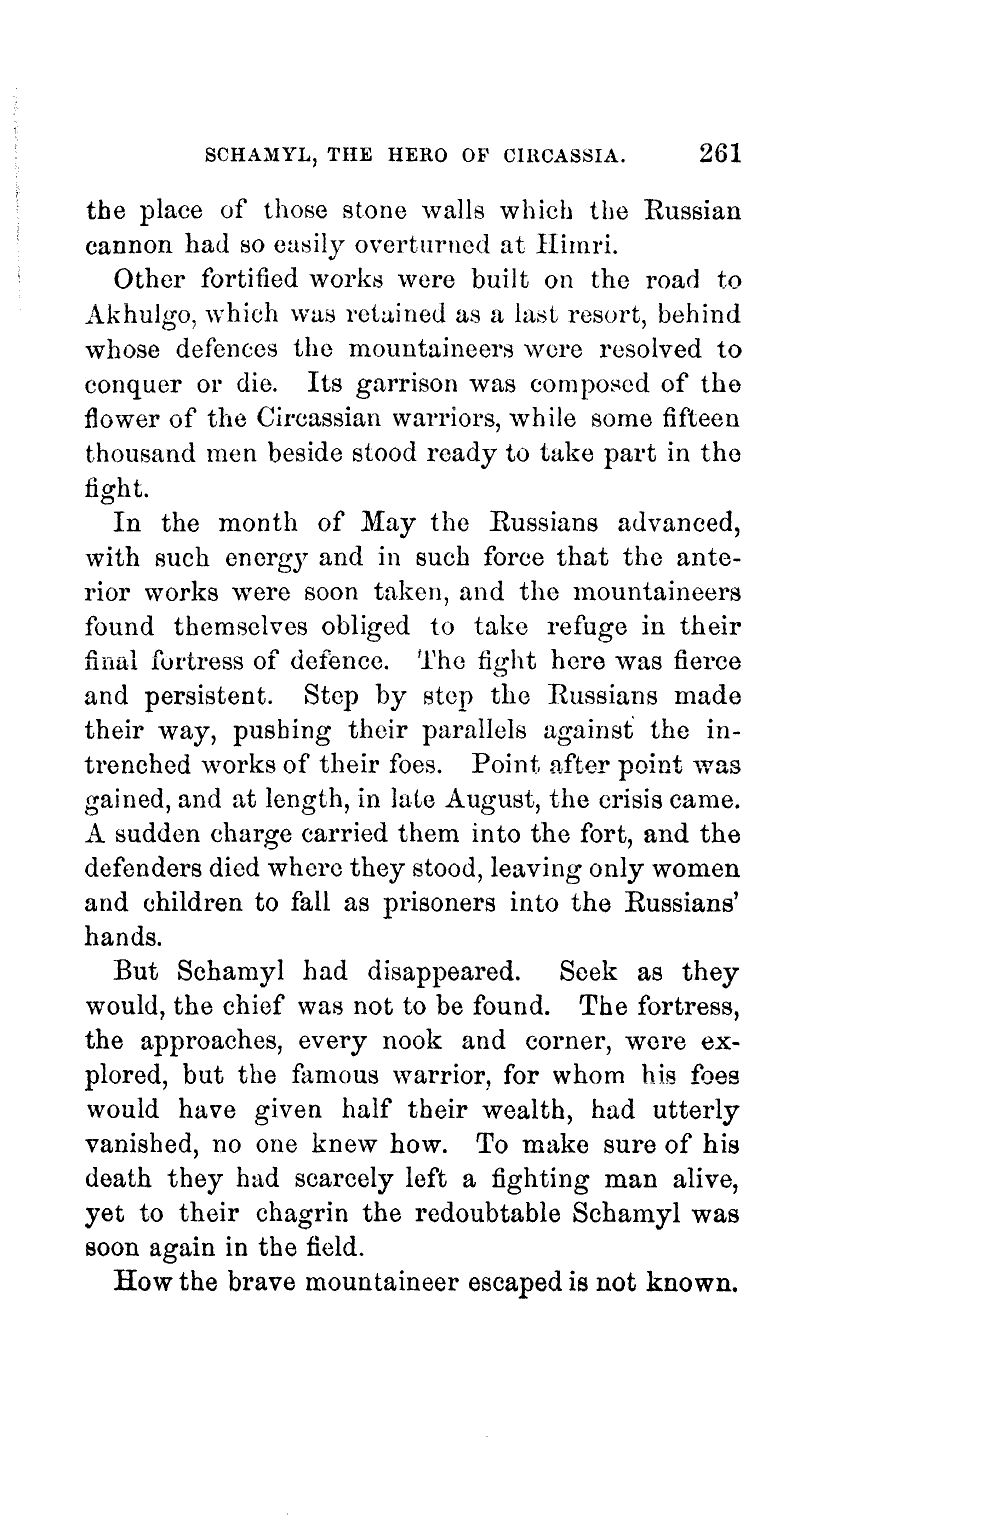 SCHAMYL, THE HERO OF CIRCASSIA. 261
the place of those stone walls which the Russian
cannon had so easily overturned at Himri.
Other fortified works were built on the road to
Akhulgo, which was retained as a last resort, behind
whose defences the mountaineers were resolved to
conquer or die. Its garrison was composed of the
flower of the Circassian warriors, while some fifteen
thousand men beside stood ready to take part in the
fight.
In the month of May the Russians advanced,
with such energy and in such force that the ante-
rior works were soon taken, and the mountaineers
found themselves obliged to take refuge in their
final fortress of defence. The fight here was fierce
and persistent. Step by step the Russians made
their way, pushing their parallels against the in-
trenched works of their foes. Point after point was
gained, and at length, in late August, the crisis came.
A sudden charge carried them into the fort, and the
defenders died where they stood, leaving only women
and children to fall as prisoners into the Russians'
hands.
But Schamyl had disappeared. Seek as they
would, the chief was not to be found. The fortress,
the approaches, every nook and corner, were ex-
plored, but the famous warrior, for whom his foes
would have given half their wealth, had utterly
vanished, no one knew how. To make sure of his
death they had scarcely left a fighting man alive,
yet to their chagrin the redoubtable Schamyl was
soon again in the field.
How the brave mountaineer escaped is not known.